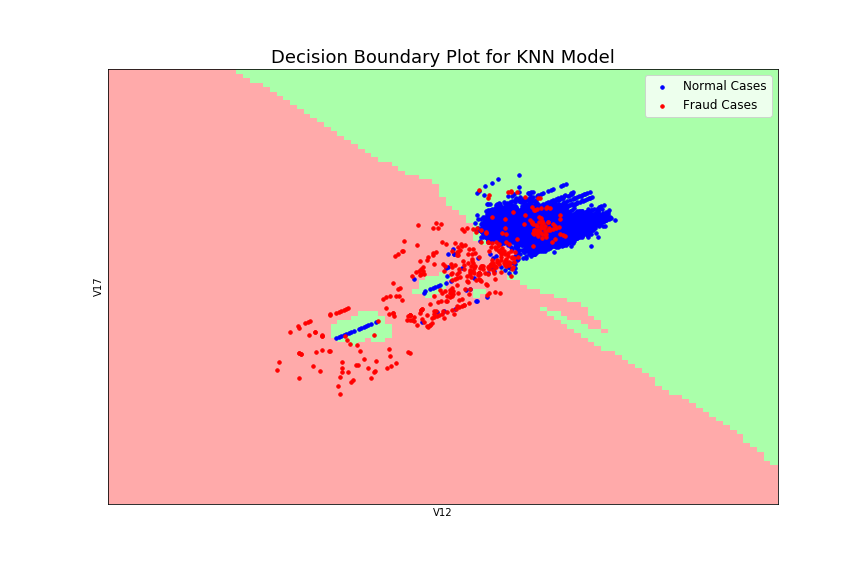 Decision Boundary Plot for KNN Model
Normal Cases
Fraud Cases
V17
V12